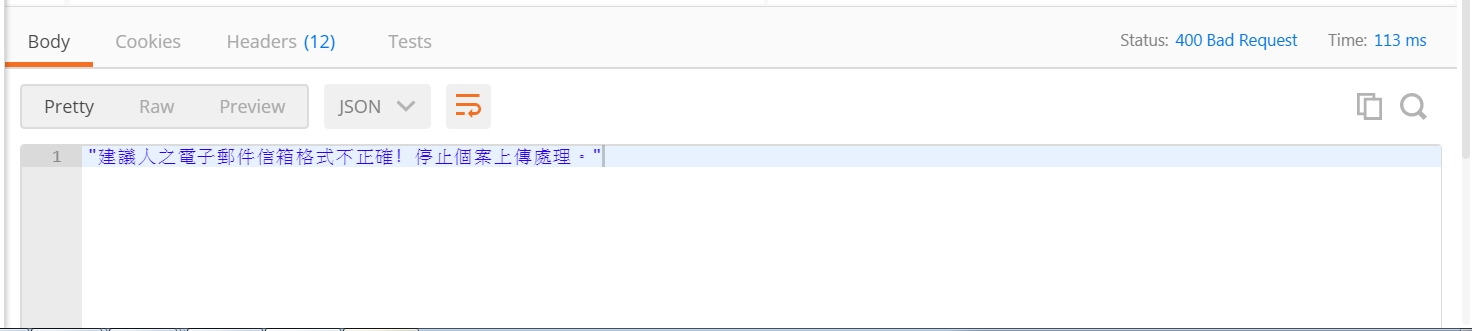 Body Cookies Headers (12) Tests Status: 400 Bad Request Time: 113 ms
Pretty Raw Preview JSON
1 "建議人之電子郵件信箱格式不正確! 停止個案上傳處理。"